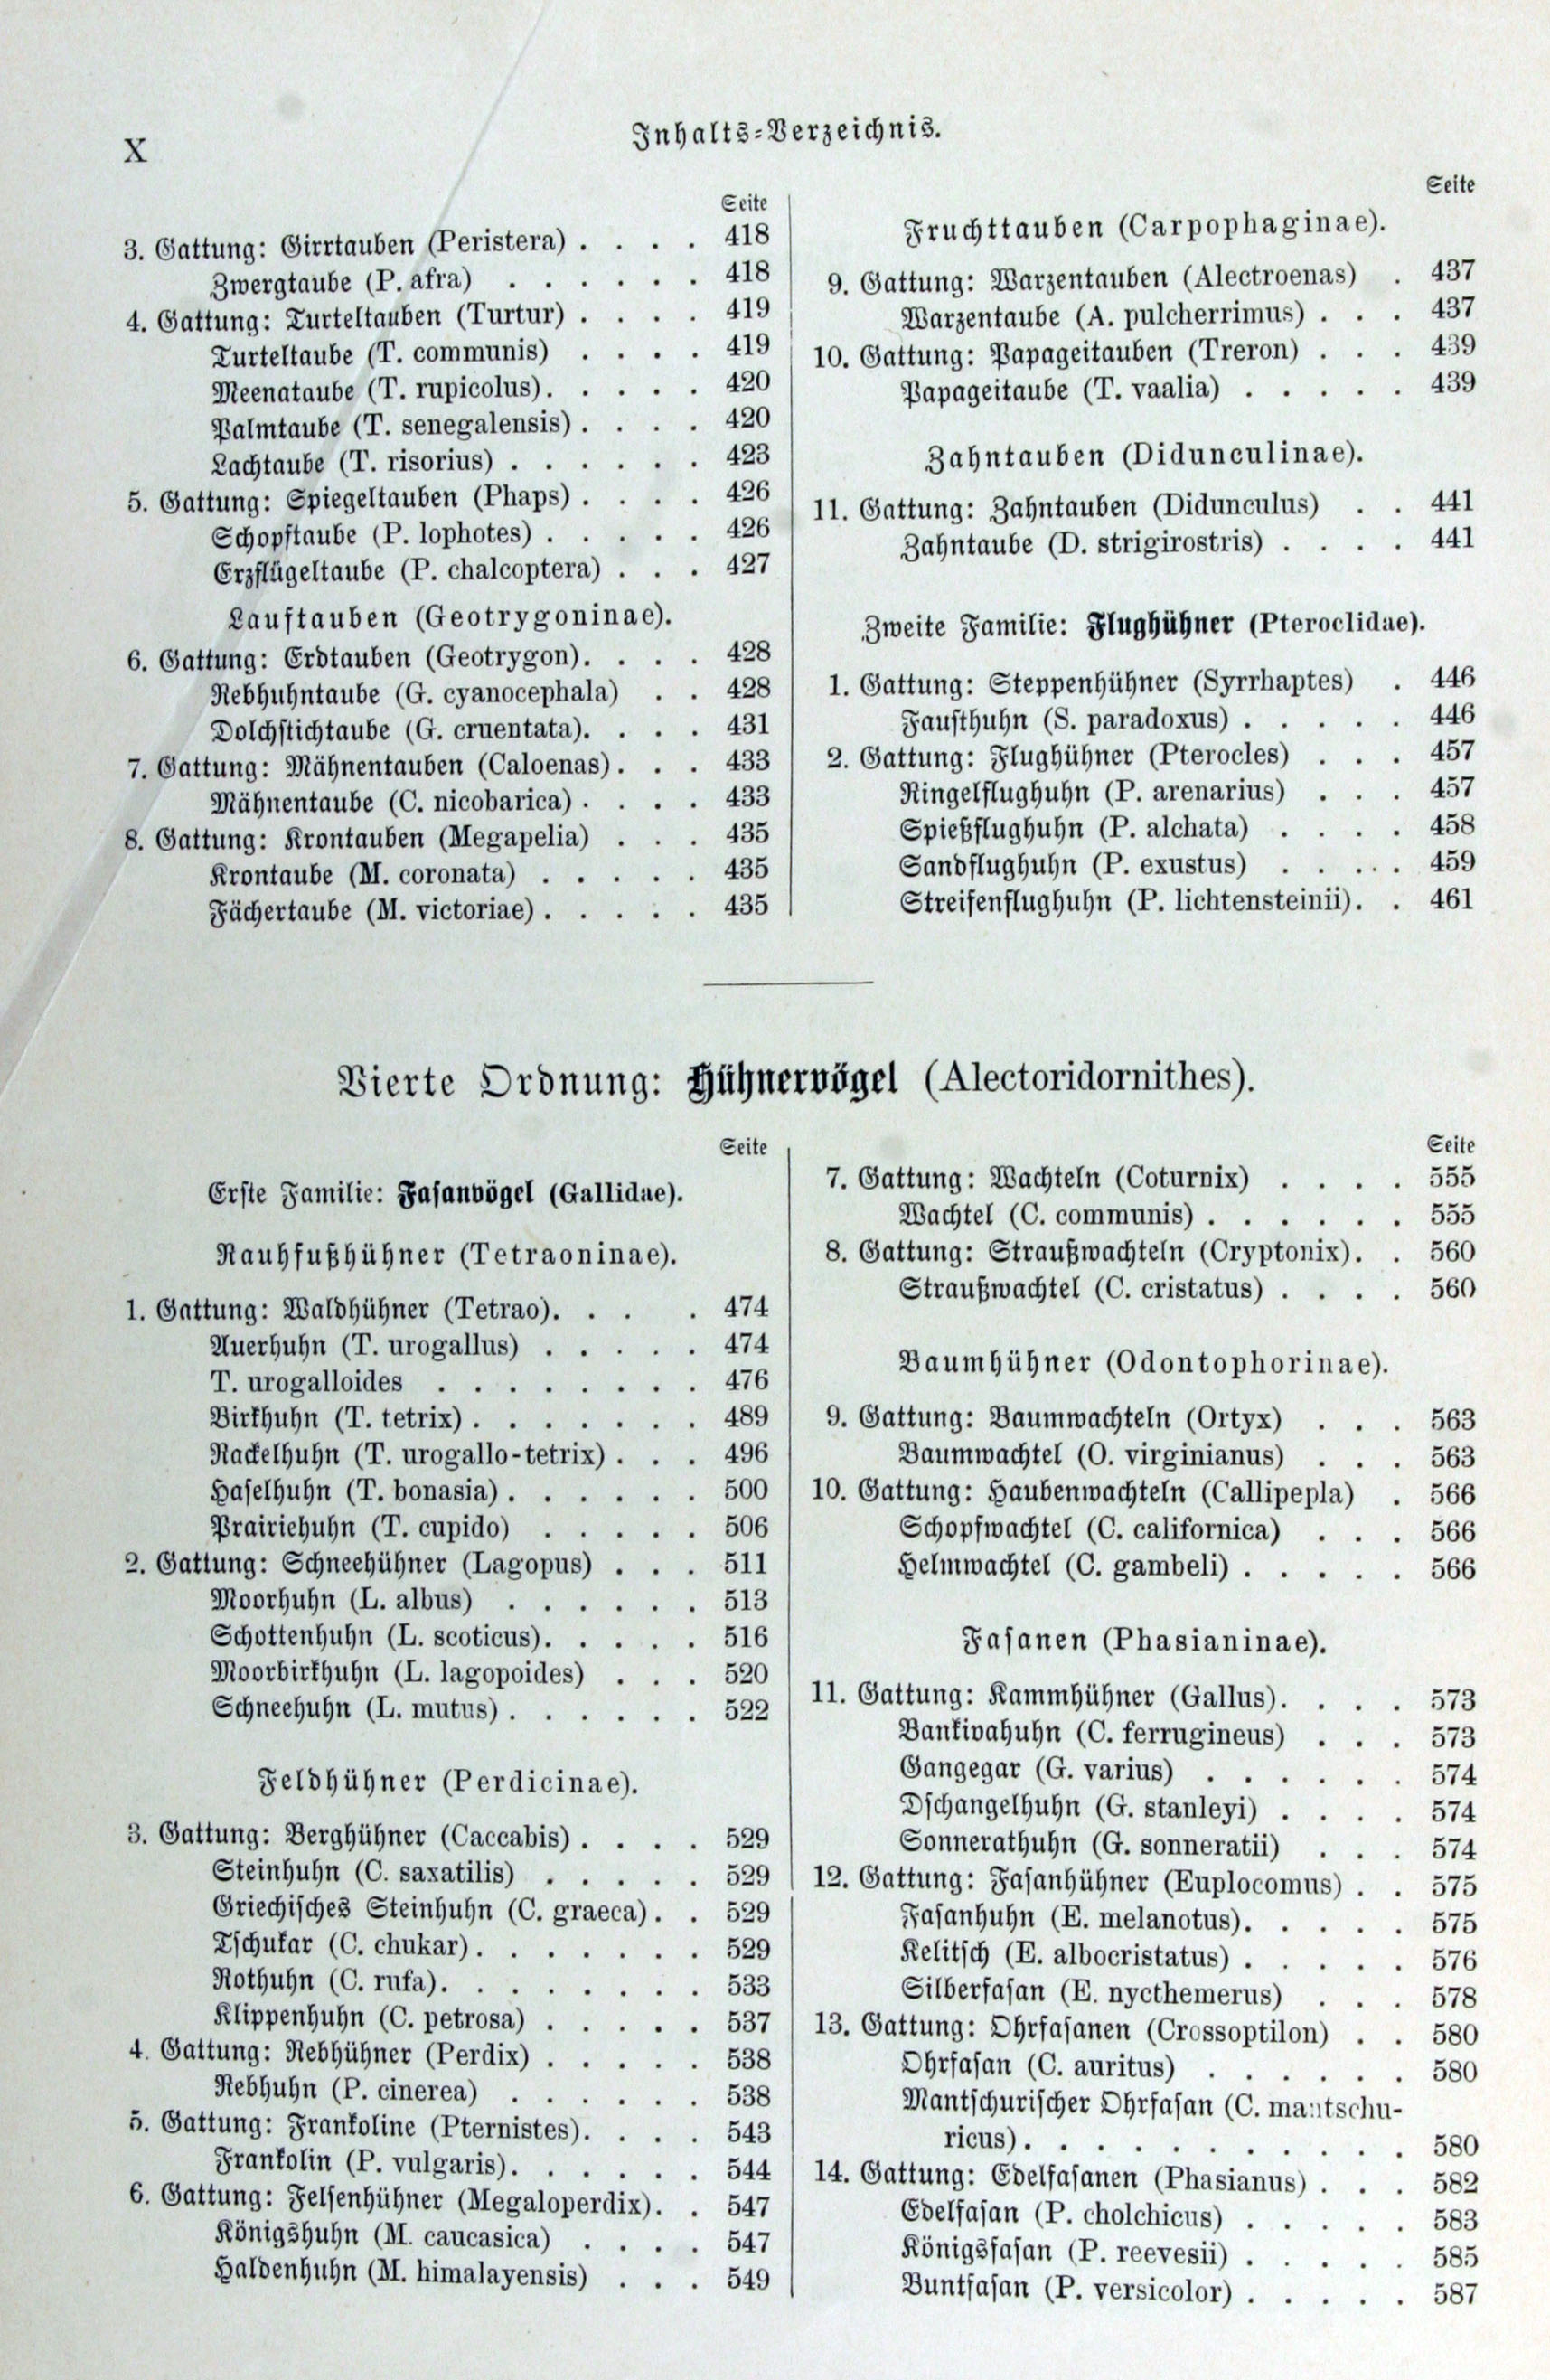 X
Inhalts-Verzeichnis.
Seite
3. Gattung: Girrtauben (Peristera) . . . . 418
Zwergtaube (P. afra) . . . . . . 418
4. Gattung: Turteltauben (Turtur) . . . . 419
Turteltaube (T. communis) . . . . 419
Meenataube (T. rupicolus). . . . . 420
Palmtaube (T. senegalensis) . . . . 420
Lachtaube (T. risorius) . . . . . . 423
5. Gattung: Spiegeltauben (Phaps) . . . . 426
Schopftaube (P. lophotes) . . . . . 426
Erzflügeltaube (P. chalcoptera) . . . 427
Lauftauben (Geotrygoninae).
6. Gattung: Erdtauben (Geotrygon). . . . 428
Rebhuhntaube (G. cyanocephala) . . 428
Dolchstichtaube (G. cruentata). . . . 431
7. Gattung: Mähnentauben (Caloenas). . . 433
Mähnentaube (C. nicobarica) . . . . 433
8. Gattung: Krontauben (Megapelia) . . . 435
Krontaube (M. coronata) . . . . . 435
Fächertaube (M. victoriae) . . . . . 435
Seite
Fruchttauben (Carpophaginae).
9. Gattung: Warzentauben (Alectroenas) . 437
Warzentaube (A. pulcherrimus) . . . 437
10. Gattung: Papageitauben (Treron) . . . 439
Papageitaube (T. vaalia) . . . . . 439
Zahntauben (Didunculinae).
11. Gattung: Zahntauben (Didunculus) . . 441
Zahntaube (D. strigirostris) . . . . 441
Zweite Familie: Flughühner (Pteroclidae).
1. Gattung: Steppenhühner (Syrrhaptes) . 446
Fausthuhn (S. paradoxus) . . . . . 446
2. Gattung: Flughühner (Pterocles) . . . 457
Ringelflughuhn (P. arenarius) . . . 457
Spießflughuhn (P. alchata) . . . . 458
Sandflughuhn (P. exustus) . . . . . 459
Streifenflughuhn (P. lichtensteinii). . 461
Vierte Ordnung: Hühnervögel (Alectoridornithes).
Seite
Erste Familie: Fasanvögel (Gallidae).
Rauhfußhühner (Tetraoninae).
1. Gattung: Waldhühner (Tetrao). . . . 474
Auerhuhn (T. urogallus) . . . . . 474
T. urogalloides . . . . . . . . 476
Birkhuhn (T. tetrix) . . . . . . . 489
Rackelhuhn (T. urogallo-tetrix) . . . 496
Haselhuhn (T. bonasia) . . . . . . 500
Prairiehuhn (T. cupido) . . . . . 506
2. Gattung: Schneehühner (Lagopus) . . . 511
Moorhuhn (L. albus) . . . . . . 513
Schottenhuhn (L. scoticus). . . . . 516
Moorbirkhuhn (L. lagopoides) . . . 520
Schneehuhn (L. mutus) . . . . . . 522
Feldhühner (Perdicinae).
3. Gattung: Berghühner (Caccabis) . . . . 529
Steinhuhn (C. saxatilis) . . . . . 529
Griechisches Steinhuhn (C. graeca) . . 529
Tschukar (C. chukar) . . . . . . . 529
Rothuhn (C. rufa). . . . . . . . 533
Klippenhuhn (C. petrosa) . . . . . 537
4. Gattung: Rebhühner (Perdix) . . . . . 538
Rebhuhn (P. cinerea) . . . . . . 538
5. Gattung: Frankoline (Pternistes). . . . 543
Frankolin (P. vulgaris). . . . . . 544
6. Gattung: Felsenhühner (Megaloperdix). . 547
Königshuhn (M. caucasica) . . . . 547
Haldenhuhn (M. himalayensis) . . . 549
Seite
7. Gattung: Wachteln (Coturnix) . . . . 555
Wachtel (C. communis) . . . . . . 555
8. Gattung: Straußwachteln (Cryptonix). . 560
Straußwachtel (C. cristatus) . . . . 560
Baumhühner (Odontophorinae).
9. Gattung: Baumwachteln (Ortyx) . . . 563
Baumwachtel (O. virginianus) . . . 563
10. Gattung: Haubenwachteln (Callipepla) . 566
Schopfwachtel (C. californica) . . . 566
Helmwachtel (C. gambeli) . . . . . 566
Fasanen (Phasianinae).
11. Gattung: Kammhühner (Gallus). . . . 573
Bankivahuhn (C. ferrugineus) . . . 573
Gangegar (G. varius) . . . . . . 574
Dschangelhuhn (G. stanleyi) . . . . 574
Sonnerathuhn (G. sonneratii) . . . 574
12. Gattung: Fasanhühner (Euplocomus) . . 575
Fasanhuhn (E. melanotus). . . . . 575
Kelitsch (E. albocristatus) . . . . . 576
Silberfasan (E. nycthemerus) . . . 578
13. Gattung: Ohrfasanen (Crossoptilon) . . 580
Ohrfasan (C. auritus) . . . . . . 580
Mantschurischer Ohrfasan (C. mantschu-
ricus) . . . . . . . . . . . 580
14. Gattung: Edelfasanen (Phasianus) . . . 582
Edelfasan (P. cholchicus) . . . . . 583
Königsfasan (P. reevesii) . . . . . 585
Buntfasan (P. versicolor) . . . . . 587